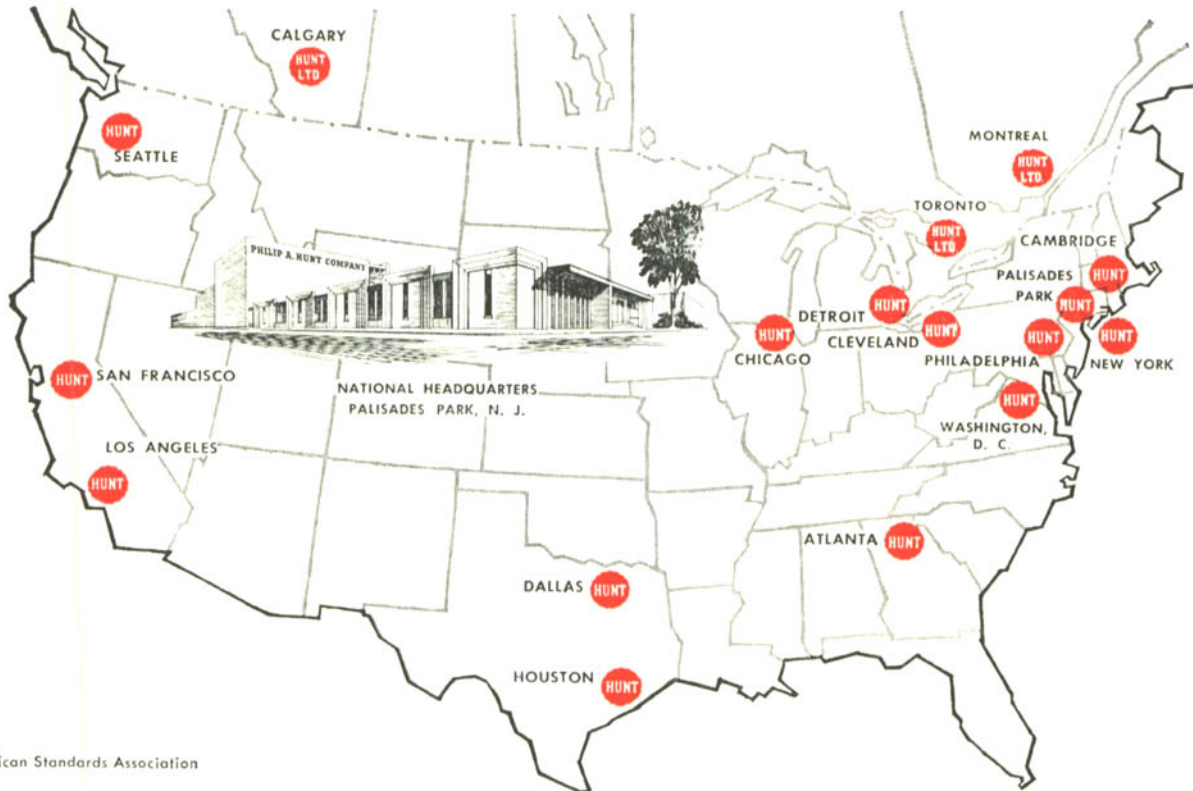 CALGARY
HUNT
LTD
HUNT
SEATTLE
MONTREAL
HUNT
LTD.
TORONTO
HUNT
LTD
CAMBRIDGE
HUNT
PALISADES
PARK
HUNT
PHILIP A. HUNT COMPANY
DETROIT
HUNT
CLEVELAND
HUNT
HUNT
CHICAGO
PHILADELPHIA
HUNT
HUNT
NEW YORK
HUNT
SAN FRANCISCO
NATIONAL HEADQUARTERS
PALISADES PARK, N. J.
HUNT
WASHINGTON,
D. C.
LOS ANGELES
HUNT
ATLANTA
HUNT
DALLAS
HUNT
HOUSTON
HUNT
ican Standards Association